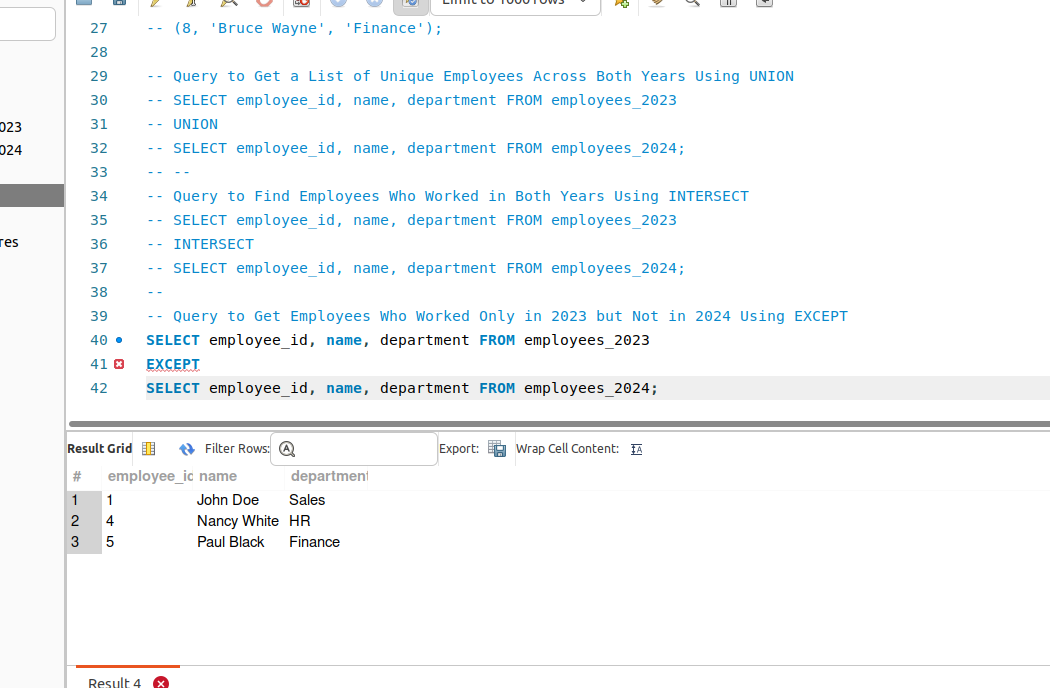 Limit to 1000 rows
27 -- (8, 'Bruce Wayne', 'Finance');
28
29 -- Query to Get a List of Unique Employees Across Both Years Using UNION
30 -- SELECT employee_id, name, department FROM employees_2023
31 -- UNION
32 -- SELECT employee_id, name, department FROM employees_2024;
33 -- --
34 -- Query to Find Employees Who Worked in Both Years Using INTERSECT
35 -- SELECT employee_id, name, department FROM employees_2023
36 -- INTERSECT
37 -- SELECT employee_id, name, department FROM employees_2024;
38 --
39 -- Query to Get Employees Who Worked Only in 2023 but Not in 2024 Using EXCEPT
40 SELECT employee_id, name, department FROM employees_2023
41 EXCEPT
42 SELECT employee_id, name, department FROM employees_2024;
023
024
res
Result Grid Filter Rows: Export: Wrap Cell Content:
# employee_id name department
1 1 John Doe Sales
2 4 Nancy White HR
3 5 Paul Black Finance
Result 4